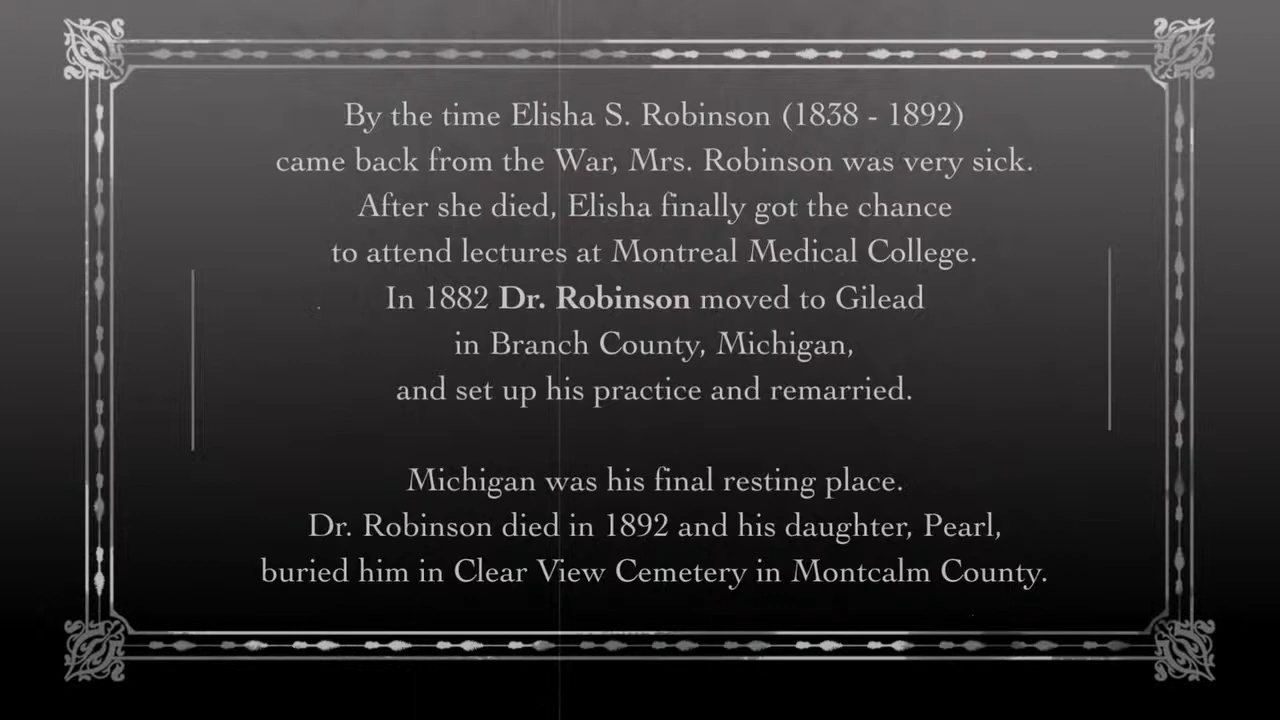 By the time Elisha S. Robinson (1838 - 1892)
came back from the War, Mrs. Robinson was very sick.
After she died, Elisha finally got the chance
to attend lectures at Montreal Medical College.
In 1882 Dr. Robinson moved to Gilead
in Branch County, Michigan,
and set up his practice and remarried.
Michigan was his final resting place.
Dr. Robinson died in 1892 and his daughter, Pearl,
buried him in Clear View Cemetery in Montcalm County.